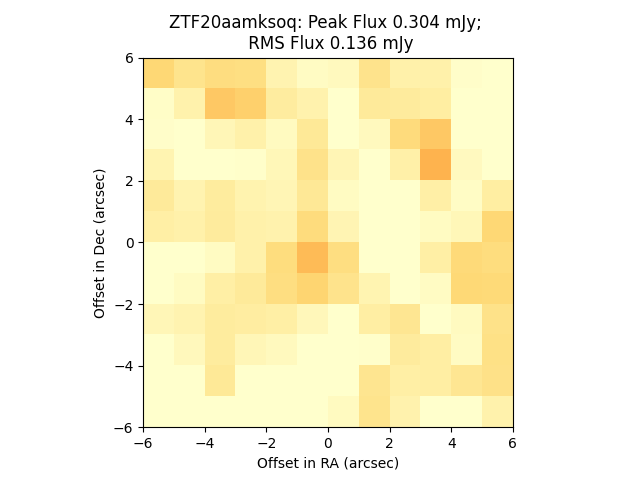 ZTF20aamksoq: Peak Flux 0.304 mJy;
RMS Flux 0.136 mJy
6
4
2
0
−2
−4
−6
Offset in Dec (arcsec)
−6 −4 −2 0 2 4 6
Offset in RA (arcsec)